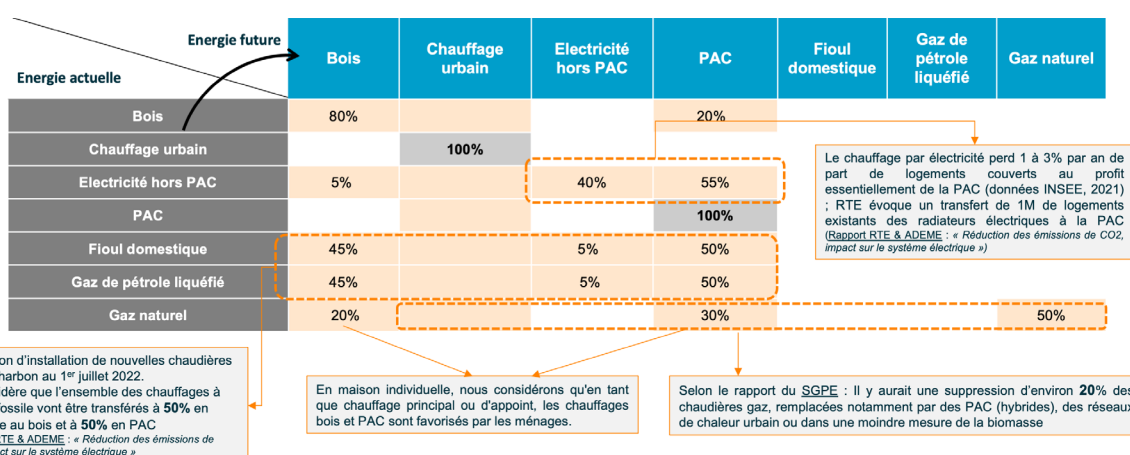 Energie future
Energie actuelle
Bois
Chauffage urbain
Electricité hors PAC
PAC
Fioul domestique
Gaz de pétrole liquéfié
Gaz naturel
Bois 80% 20%
Chauffage urbain 100%
Electricité hors PAC 5% 40% 55%
PAC 100%
Fioul domestique 45% 5% 50%
Gaz de pétrole liquéfié 45% 5% 50%
Gaz naturel 20% 30% 50%
Le chauffage par électricité perd 1 à 3% par an de
part de logements couverts au profit
essentiellement de la PAC (données INSEE, 2021)
; RTE évoque un transfert de 1M de logements
existants des radiateurs électriques à la PAC
(Rapport RTE & ADEME : « Réduction des émissions de CO2,
impact sur le système électrique »)
on d'installation de nouvelles chaudières
harbon au 1er juillet 2022.
dère que l'ensemble des chauffages à
fossile vont être transférés à 50% en
e au bois et à 50% en PAC
RTE & ADEME : « Réduction des émissions de
act sur le système électrique »
En maison individuelle, nous considérons qu'en tant
que chauffage principal ou d'appoint, les chauffages
bois et PAC sont favorisés par les ménages.
Selon le rapport du SGPE : Il y aurait une suppression d'environ 20% des
chaudières gaz, remplacées notamment par des PAC (hybrides), des réseaux
de chaleur urbain ou dans une moindre mesure de la biomasse